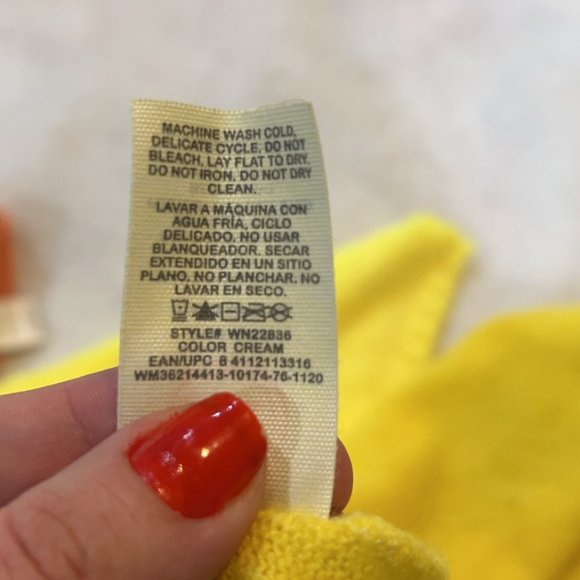 MACHINE WASH COLD,
DELICATE CYCLE, DO NOT
BLEACH, LAY FLAT TO DRY,
DO NOT IRON, DO NOT DRY
CLEAN.
LAVAR A MÁQUINA CON
AGUA FRÍA, CICLO
DELICADO, NO USAR
BLANQUEADOR, SECAR
EXTENDIDO EN UN SITIO
PLANO, NO PLANCHAR, NO
LAVAR EN SECO.
STYLE# WN22836
COLOR CREAM
EAN/UPC 8 4112113316
WM36214413-10174-76-1120